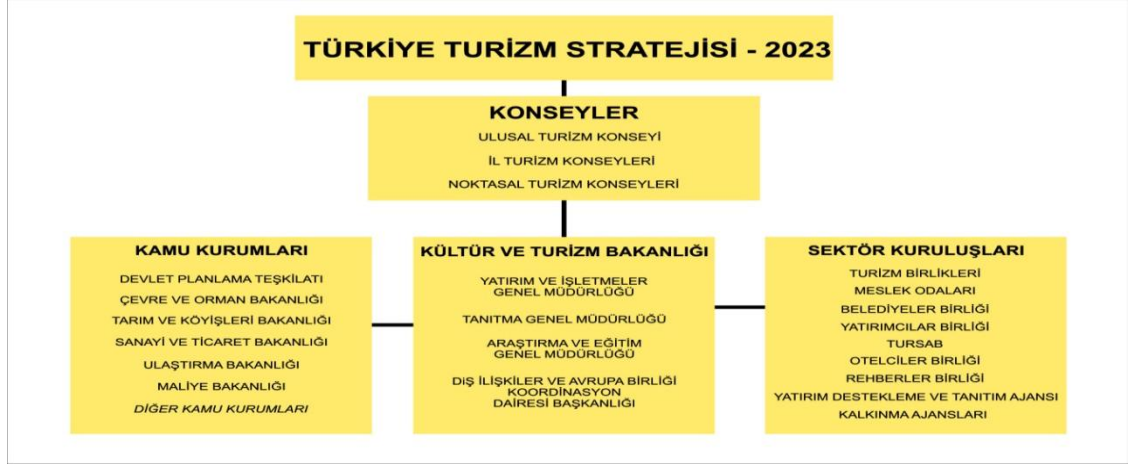 TÜRKİYE TURİZM STRATEJİSİ - 2023
KONSEYLER
ULUSAL TURİZM KONSEYİ
İL TURİZM KONSEYLERİ
NOKTASAL TURİZM KONSEYLERİ
KAMU KURUMLARI
DEVLET PLANLAMA TEŞKİLATI
ÇEVRE VE ORMAN BAKANLIĞI
TARIM VE KÖYİŞLERİ BAKANLIĞI
SANAYİ VE TİCARET BAKANLIĞI
ULAŞTIRMA BAKANLIĞI
MALİYE BAKANLIĞI
DİĞER KAMU KURUMLARI
KÜLTÜR VE TURİZM BAKANLIĞI
YATIRIM VE İŞLETMELER
GENEL MÜDÜRLÜĞÜ
TANITMA GENEL MÜDÜRLÜĞÜ
ARAŞTIRMA VE EĞİTİM
GENEL MÜDÜRLÜĞÜ
DIŞ İLİŞKİLER VE AVRUPA BİRLİĞİ
KOORDİNASYON
DAİRESİ BAŞKANLIĞI
SEKTÖR KURULUŞLARI
TURİZM BİRLİKLERİ
MESLEK ODALARI
BELEDİYELER BİRLİĞİ
YATIRIMCILAR BİRLİĞİ
TURSAB
OTELCİLER BİRLİĞİ
REHBERLER BİRLİĞİ
YATIRIM DESTEKLEME VE TANITIM AJANSI
KALKINMA AJANSLARI